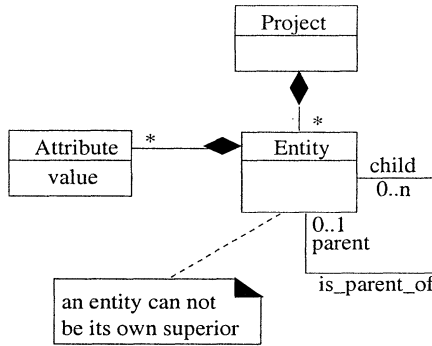 Project
*
Attribute
*
Entity
value
child
0..n
0..1
parent
is_parent_of
an entity can not
be its own superior